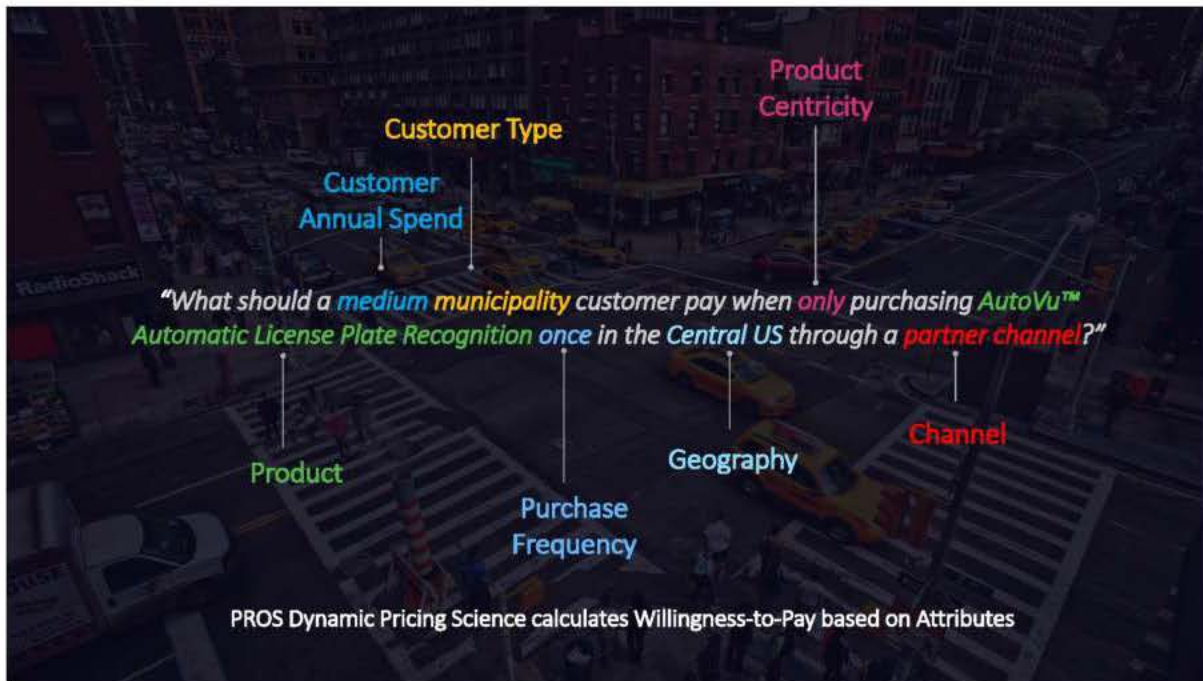 Product
Centricity
Customer Type
Customer
Annual Spend
RadioShack
“What should a medium municipality customer pay when only purchasing AutoVu™
Automatic License Plate Recognition once in the Central US through a partner channel?”
Channel
Geography
Product
Purchase
Frequency
PROS Dynamic Pricing Science calculates Willingness-to-Pay based on Attributes